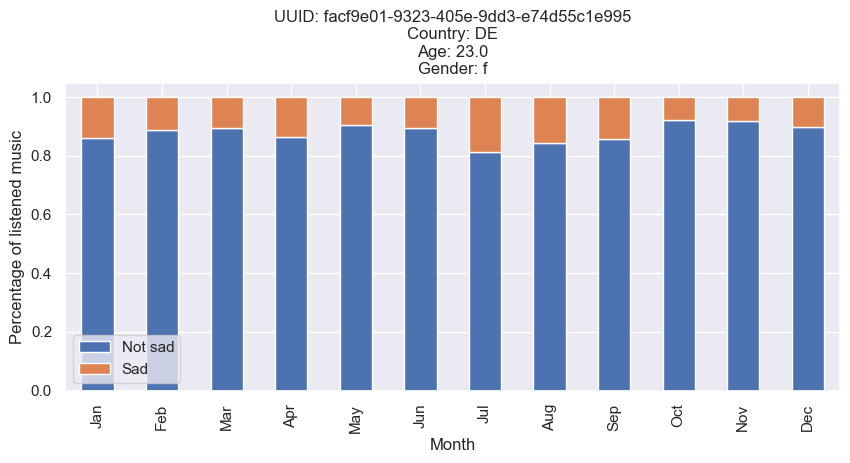 UUID: facf9e01-9323-405e-9dd3-e74d55c1e995
Country: DE
Age: 23.0
Gender: f
Percentage of listened music
1.0
0.8
0.6
0.4
0.2
0.0
Not sad
Sad
Jan
Feb
Mar
Apr
May
Jun
Jul
Aug
Sep
Oct
Nov
Dec
Month